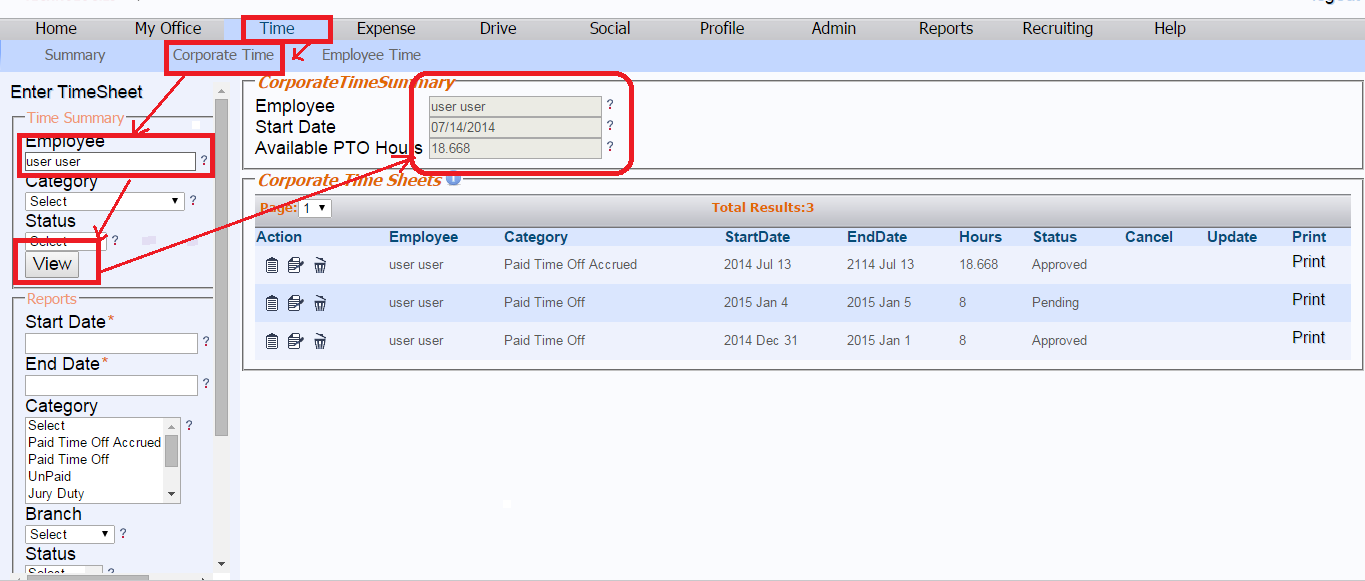 Home My Office Time Expense Drive Social Profile Admin Reports Recruiting Help
Summary Corporate Time Employee Time
Enter TimeSheet
Time Summary
Employee
user user ?
Category
Select ?
Status
Select ?
View
Reports
Start Date*
?
End Date*
?
Category
Select ?
Paid Time Off Accrued
Paid Time Off
UnPaid
Jury Duty
Branch
Select ?
Status
Select ?
CorporateTimeSummary
Employee user user ?
Start Date 07/14/2014 ?
Available PTO Hours 18.668 ?
Corporate Time Sheets
Page: 1 Total Results:3
Action Employee Category StartDate EndDate Hours Status Cancel Update Print
user user Paid Time Off Accrued 2014 Jul 13 2114 Jul 13 18.668 Approved Print
user user Paid Time Off 2015 Jan 4 2015 Jan 5 8 Pending Print
user user Paid Time Off 2014 Dec 31 2015 Jan 1 8 Approved Print